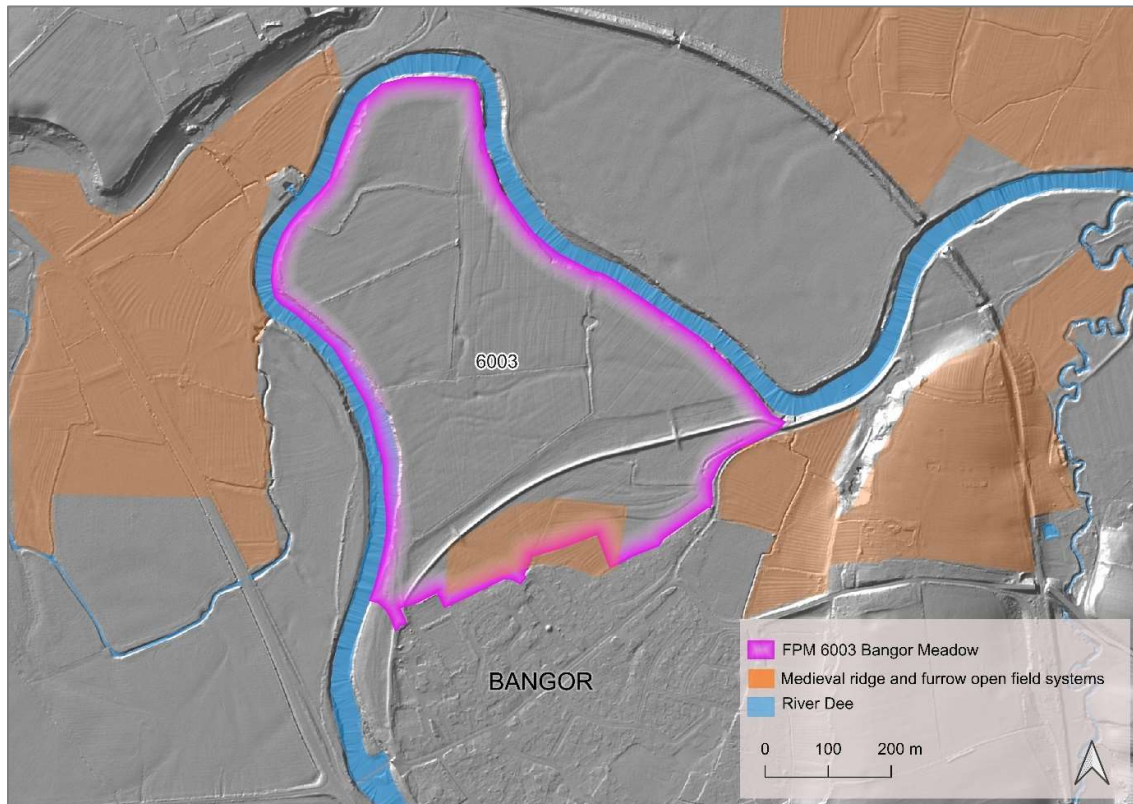 6003
BANGOR
FPM 6003 Bangor Meadow
Medieval ridge and furrow open field systems
River Dee
0 100 200 m